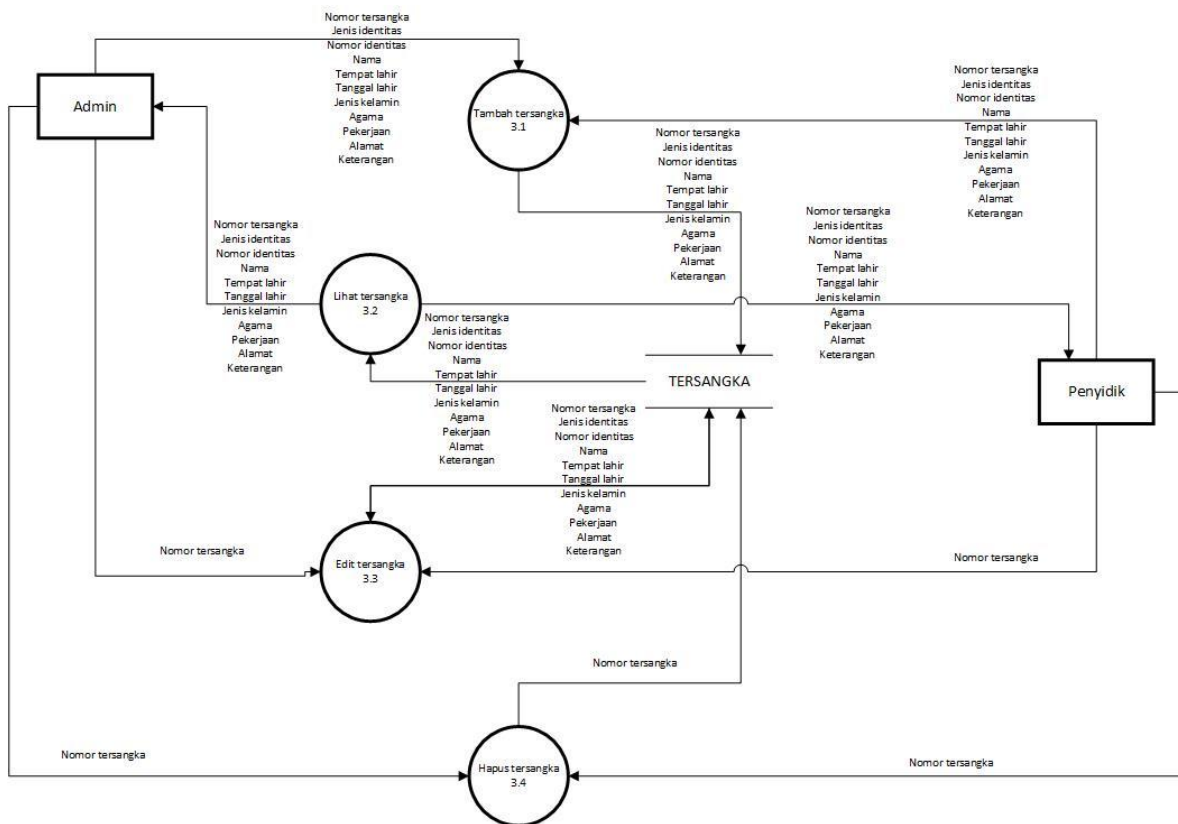 Nomor tersangka
Jenis identitas
Nomor identitas
Nama
Tempat lahir
Tanggal lahir
Jenis kelamin
Agama
Pekerjaan
Alamat
Keterangan
Admin
Tambah tersangka
3.1
Nomor tersangka
Jenis identitas
Nomor identitas
Nama
Tempat lahir
Tanggal lahir
Jenis kelamin
Agama
Pekerjaan
Alamat
Keterangan
Nomor tersangka
Jenis identitas
Nomor identitas
Nama
Tempat lahir
Tanggal lahir
Jenis kelamin
Agama
Pekerjaan
Alamat
Keterangan
Nomor tersangka
Jenis identitas
Nomor identitas
Nama
Tempat lahir
Tanggal lahir
Jenis kelamin
Agama
Pekerjaan
Alamat
Keterangan
Lihat tersangka
3.2
Nomor tersangka
Jenis identitas
Nomor identitas
Nama
Tempat lahir
Tanggal lahir
Jenis kelamin
Agama
Pekerjaan
Alamat
Keterangan
Nomor tersangka
Jenis identitas
Nomor identitas
Nama
Tempat lahir
Tanggal lahir
Jenis kelamin
Agama
Pekerjaan
Alamat
Keterangan
TERSANGKA
Penyidik
Nomor tersangka
Jenis identitas
Nomor identitas
Nama
Tempat lahir
Tanggal lahir
Jenis kelamin
Agama
Pekerjaan
Alamat
Keterangan
Nomor tersangka
Edit tersangka
3.3
Nomor tersangka
Nomor tersangka
Nomor tersangka
Hapus tersangka
3.4
Nomor tersangka